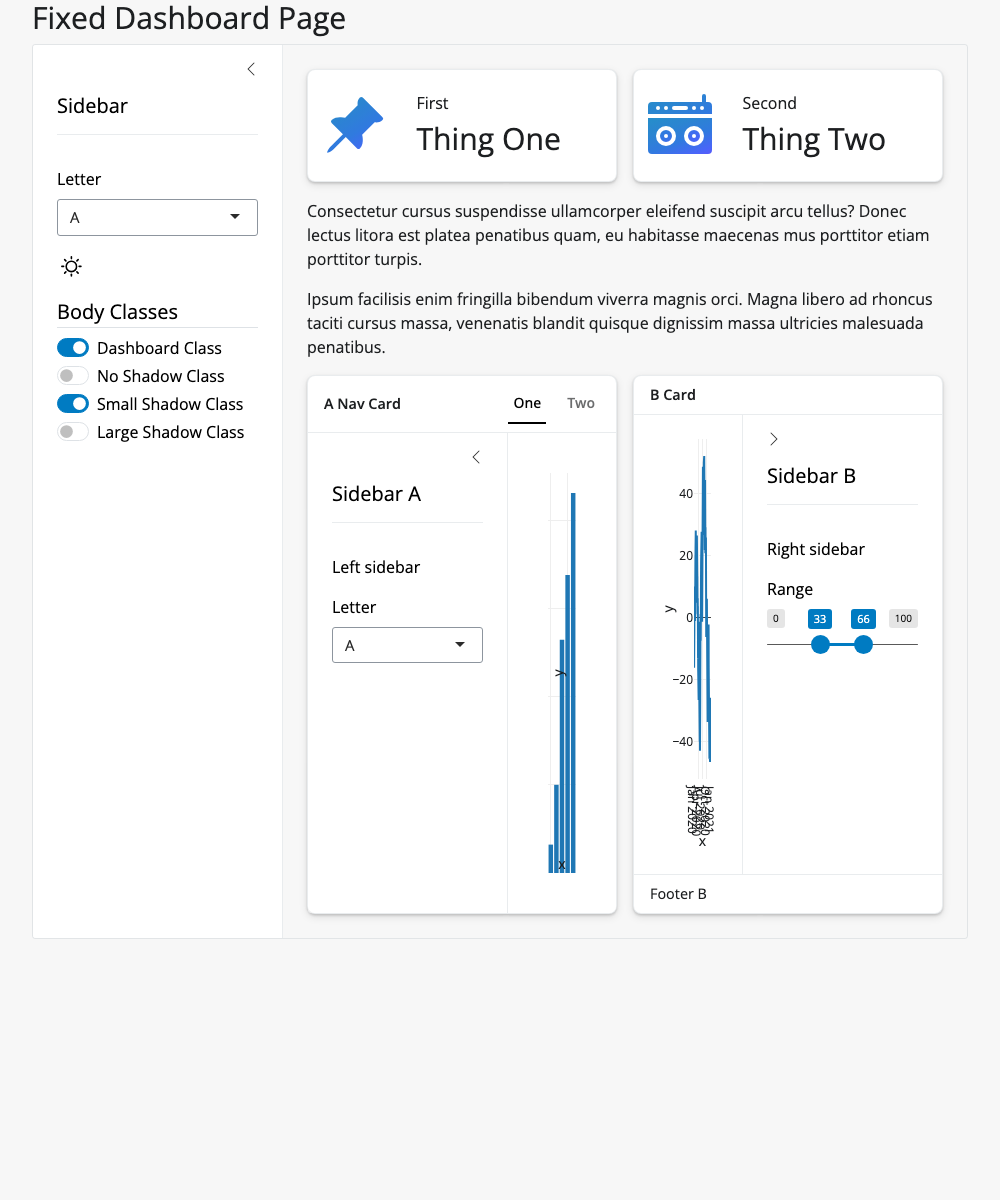 Fixed Dashboard Page
Sidebar
Letter
A
Body Classes
Dashboard Class
No Shadow Class
Small Shadow Class
Large Shadow Class
First
Thing One
Second
Thing Two
Consectetur cursus suspendisse ullamcorper eleifend suscipit arcu tellus? Donec
lectus litora est platea penatibus quam, eu habitasse maecenas mus porttitor etiam
porttitor turpis.
Ipsum facilisis enim fringilla bibendum viverra magnis orci. Magna libero ad rhoncus
taciti cursus massa, venenatis blandit quisque dignissim massa ultricies malesuada
penatibus.
A Nav Card
One
Two
Sidebar A
Left sidebar
Letter
A
y
x
B Card
40
20
0
−20
−40
y
Jan 2020
Jan 2021
x
Sidebar B
Right sidebar
Range
0
33
66
100
Footer B